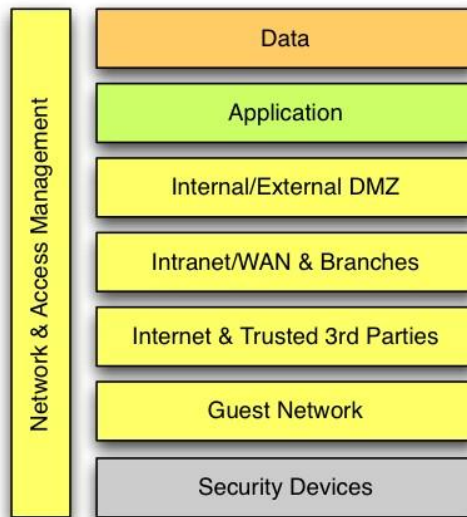 Network & Access Management
Data
Application
Internal/External DMZ
Intranet/WAN & Branches
Internet & Trusted 3rd Parties
Guest Network
Security Devices